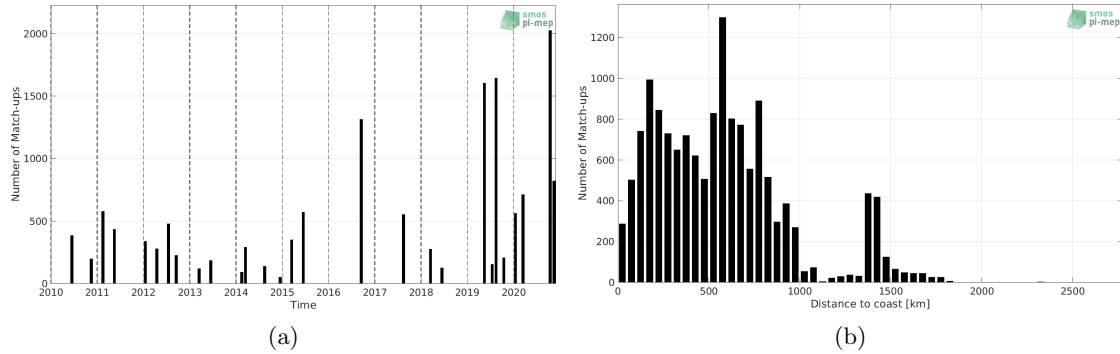 smos
pi-mep
2000
1500
1000
500
0
Number of Match-ups
2010 2011 2012 2013 2014 2015 2016 2017 2018 2019 2020
Time
(a)
smos
pi-mep
1200
1000
800
600
400
200
0
Number of Match-ups
0 500 1000 1500 2000 2500
Distance to coast [km]
(b)